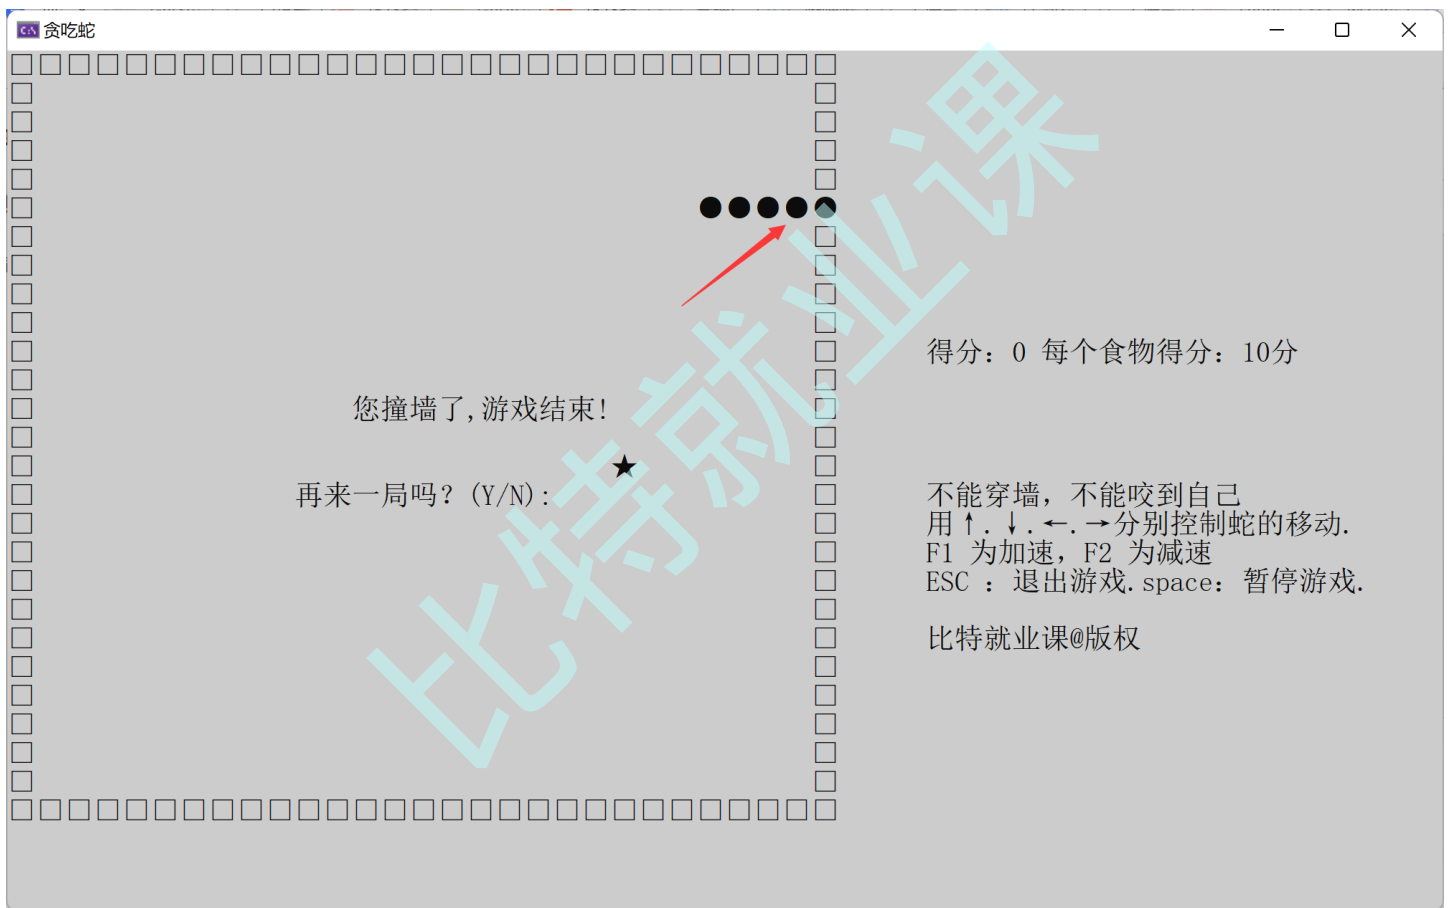 贪吃蛇
得分：0 每个食物得分：10分
您撞墙了,游戏结束!
再来一局吗？(Y/N):
不能穿墙，不能咬到自己
用↑.↓.←.→分别控制蛇的移动.
F1 为加速，F2 为减速
ESC ：退出游戏.space：暂停游戏.
比特就业课@版权
比特就业课